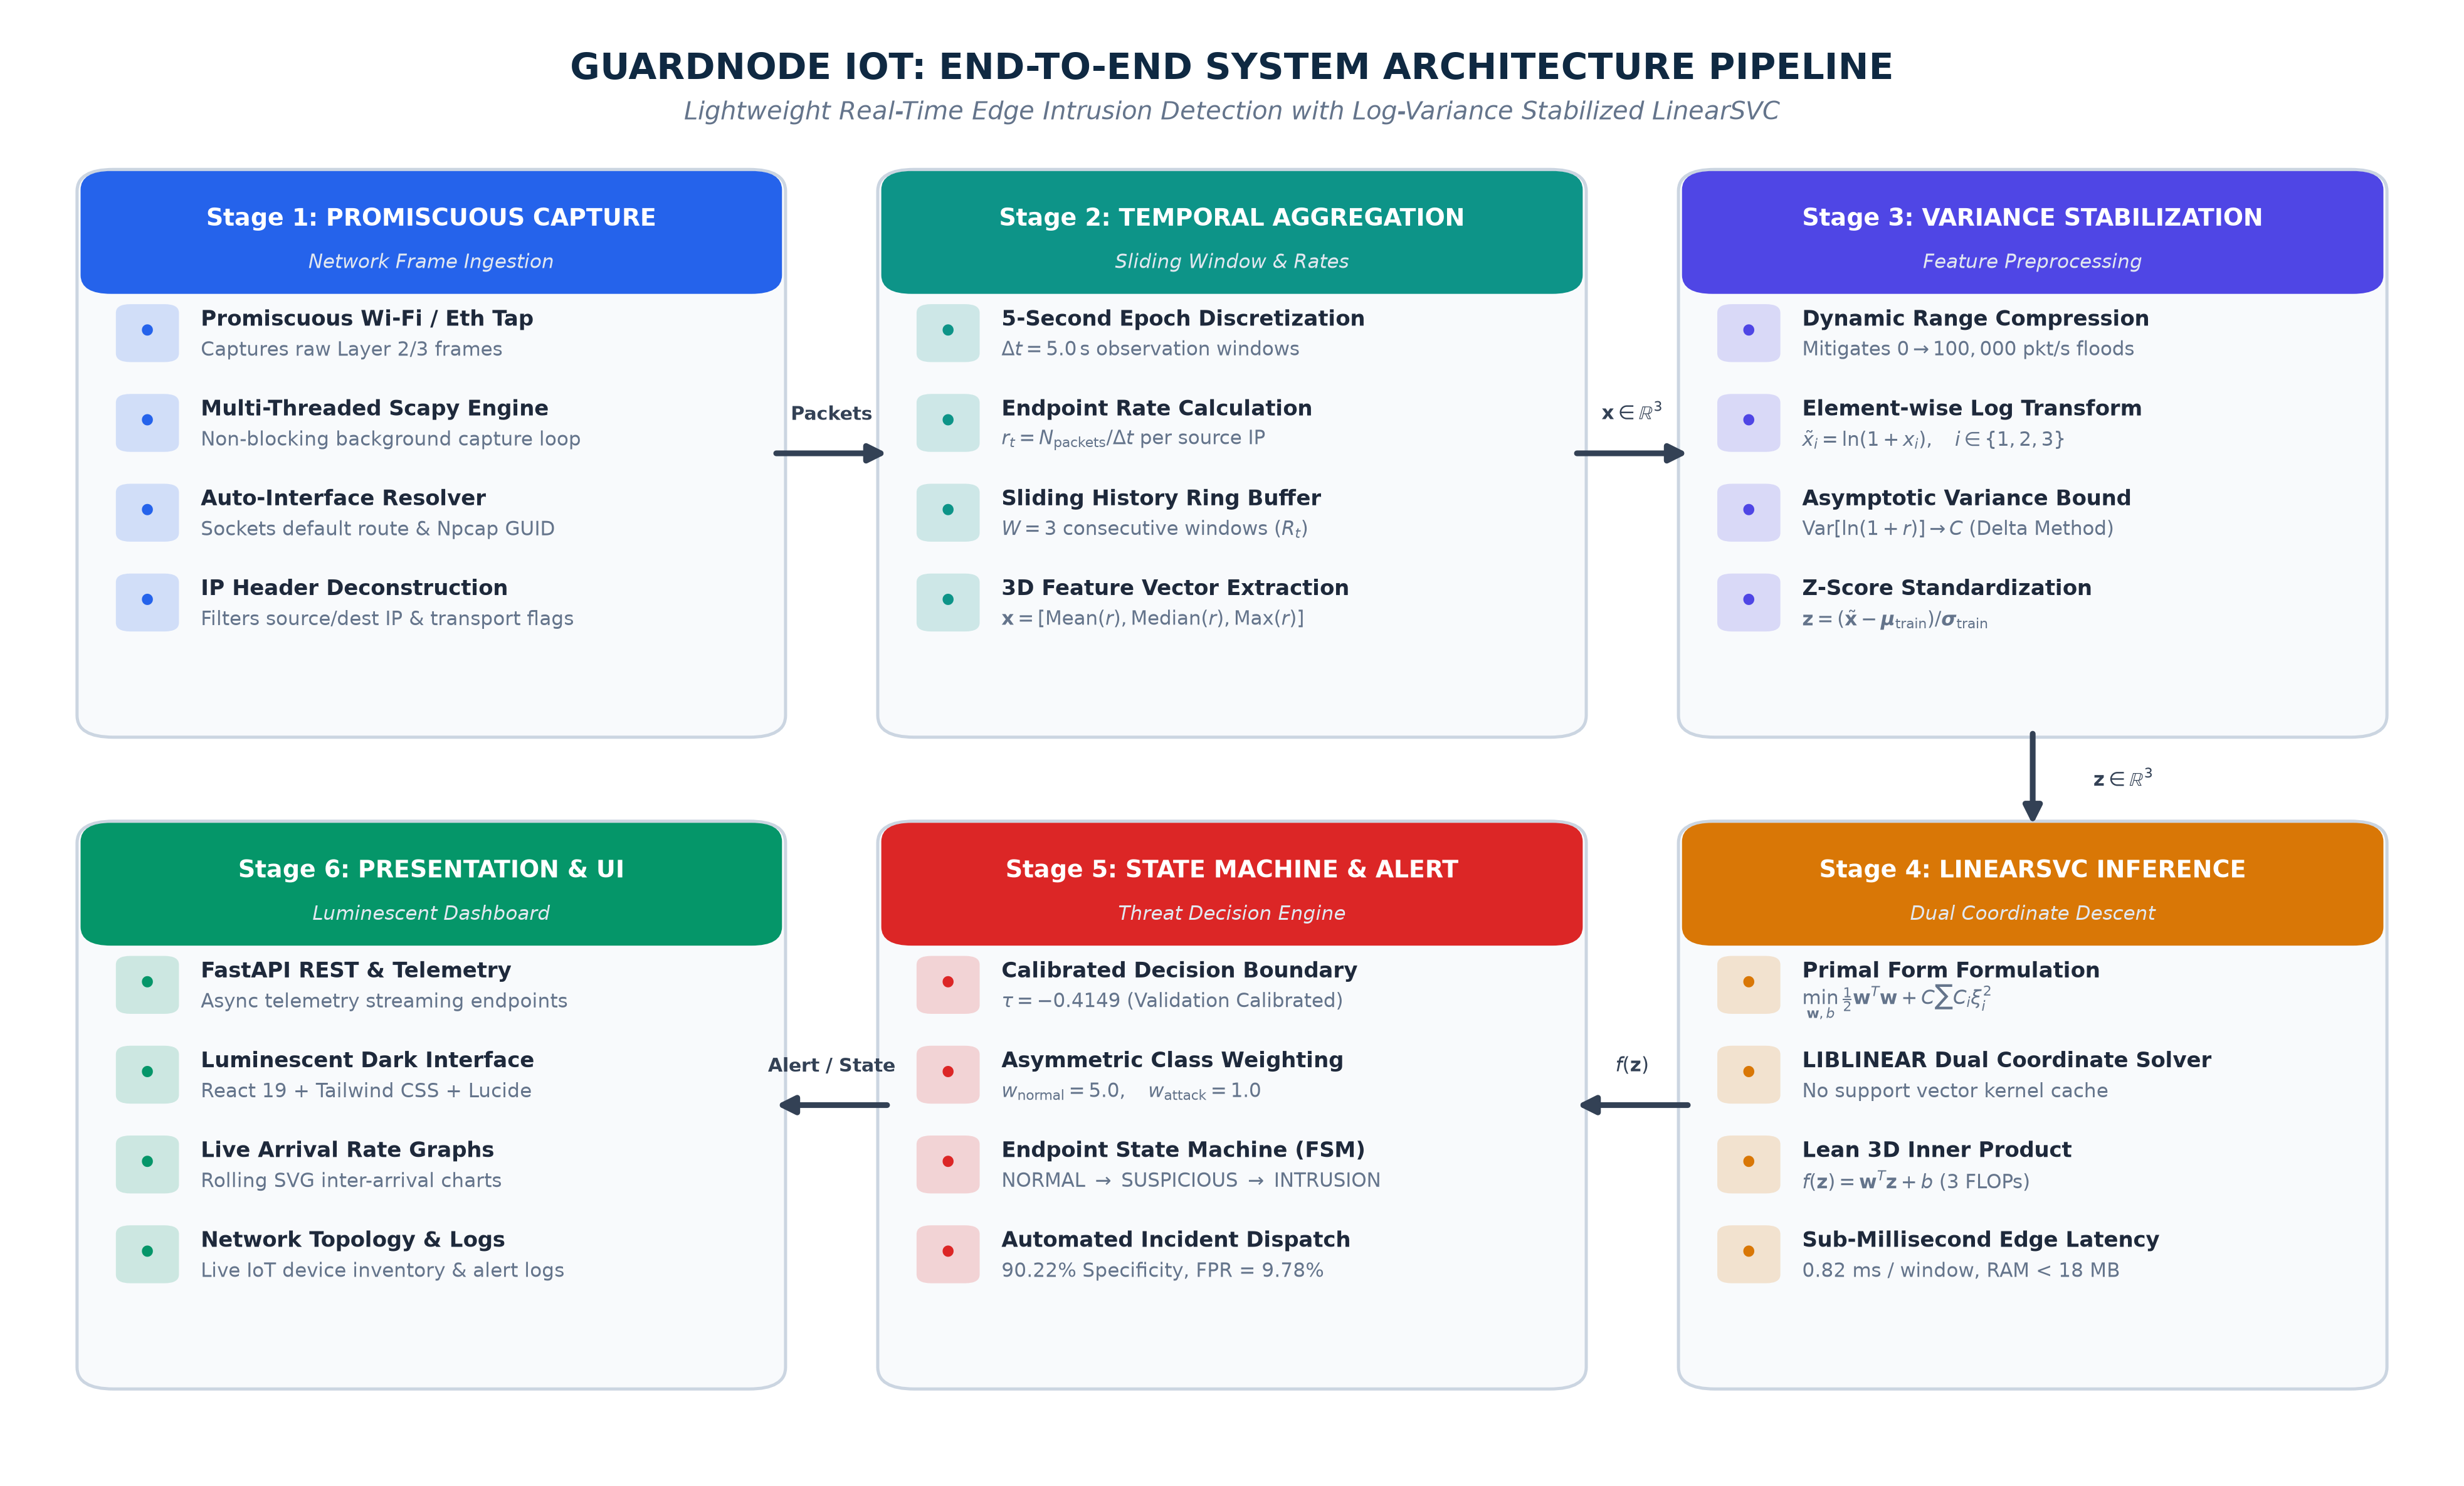 GUARDNODE IOT: END-TO-END SYSTEM ARCHITECTURE PIPELINE
Lightweight Real-Time Edge Intrusion Detection with Log-Variance Stabilized LinearSVC
Stage 1: PROMISCUOUS CAPTURE
Network Frame Ingestion
Promiscuous Wi-Fi / Eth Tap
Captures raw Layer 2/3 frames
Multi-Threaded Scapy Engine
Non-blocking background capture loop
Auto-Interface Resolver
Sockets default route & Npcap GUID
IP Header Deconstruction
Filters source/dest IP & transport flags
Packets
Stage 2: TEMPORAL AGGREGATION
Sliding Window & Rates
5-Second Epoch Discretization
Δt = 5.0 s observation windows
Endpoint Rate Calculation
r_t = N_packets/Δt per source IP
Sliding History Ring Buffer
W = 3 consecutive windows (R_t)
3D Feature Vector Extraction
x = [Mean(r), Median(r), Max(r)]
x ∈ ℝ³
Stage 3: VARIANCE STABILIZATION
Feature Preprocessing
Dynamic Range Compression
Mitigates 0 → 100, 000 pkt/s floods
Element-wise Log Transform
x̃_i = ln(1 + x_i), i ∈ {1, 2, 3}
Asymptotic Variance Bound
Var[ln(1 + r)] → C (Delta Method)
Z-Score Standardization
z = (x̃ − μ_train)/σ_train
z ∈ ℝ³
Stage 4: LINEARSVC INFERENCE
Dual Coordinate Descent
Primal Form Formulation
min_{w, b} ½ w^T w + C∑C_i ξ_i²
LIBLINEAR Dual Coordinate Solver
No support vector kernel cache
Lean 3D Inner Product
f(z) = w^T z + b (3 FLOPs)
Sub-Millisecond Edge Latency
0.82 ms / window, RAM < 18 MB
f(z)
Stage 5: STATE MACHINE & ALERT
Threat Decision Engine
Calibrated Decision Boundary
τ = −0.4149 (Validation Calibrated)
Asymmetric Class Weighting
w_normal = 5.0, w_attack = 1.0
Endpoint State Machine (FSM)
NORMAL → SUSPICIOUS → INTRUSION
Automated Incident Dispatch
90.22% Specificity, FPR = 9.78%
Alert / State
Stage 6: PRESENTATION & UI
Luminescent Dashboard
FastAPI REST & Telemetry
Async telemetry streaming endpoints
Luminescent Dark Interface
React 19 + Tailwind CSS + Lucide
Live Arrival Rate Graphs
Rolling SVG inter-arrival charts
Network Topology & Logs
Live IoT device inventory & alert logs